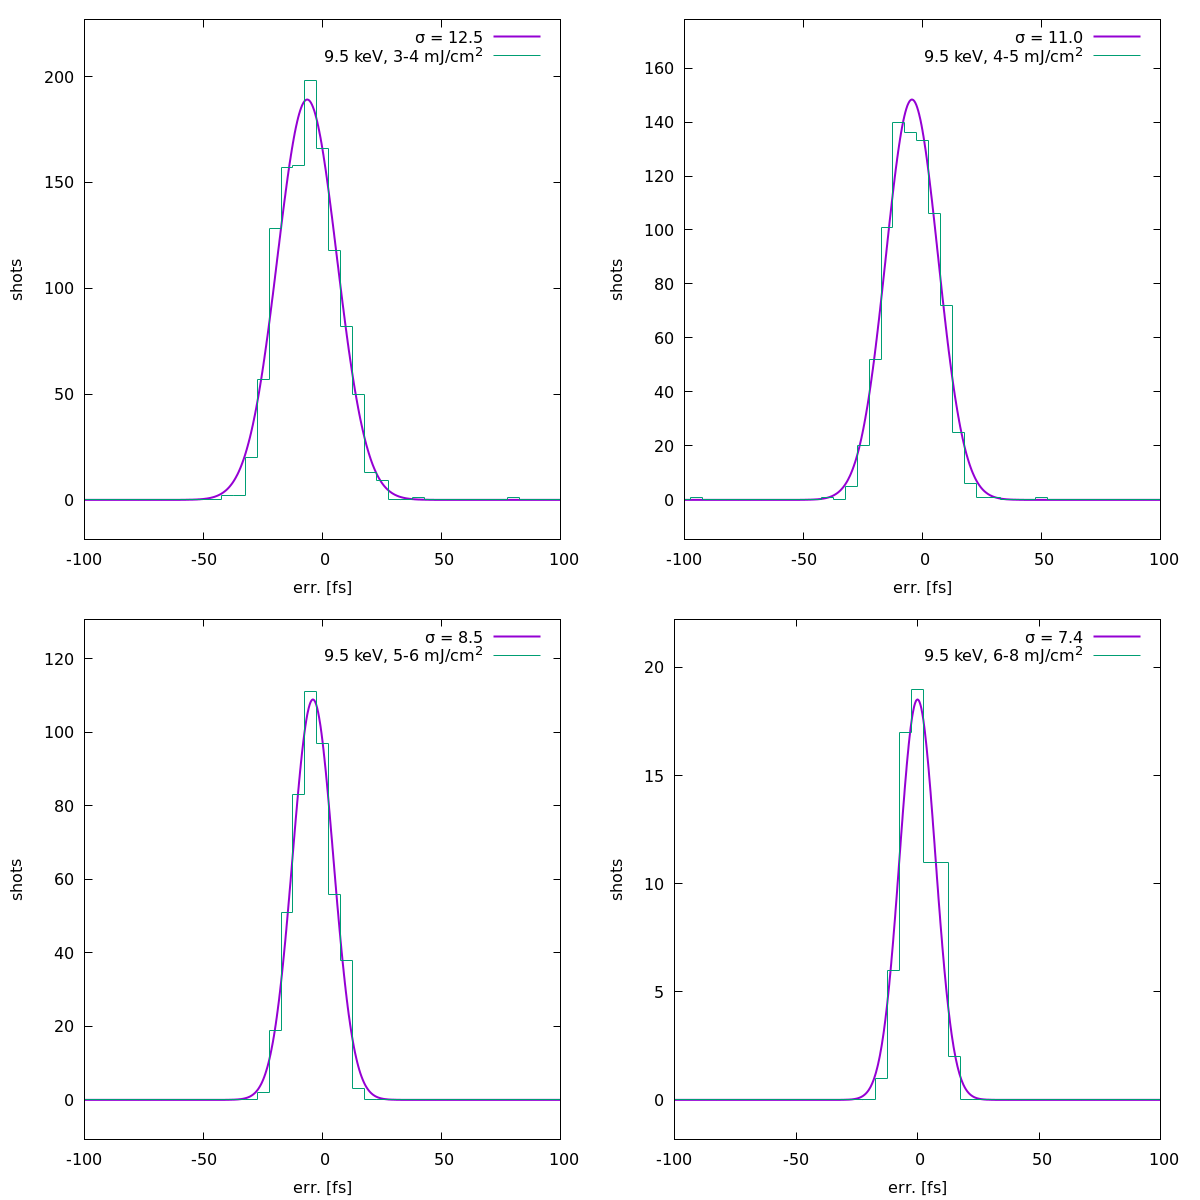 σ = 12.5
9.5 keV, 3-4 mJ/cm²
200
150
100
50
0
shots
-100 -50 0 50 100
err. [fs]
σ = 11.0
9.5 keV, 4-5 mJ/cm²
160
140
120
100
80
60
40
20
0
shots
-100 -50 0 50 100
err. [fs]
σ = 8.5
9.5 keV, 5-6 mJ/cm²
120
100
80
60
40
20
0
shots
-100 -50 0 50 100
err. [fs]
σ = 7.4
9.5 keV, 6-8 mJ/cm²
20
15
10
5
0
shots
-100 -50 0 50 100
err. [fs]